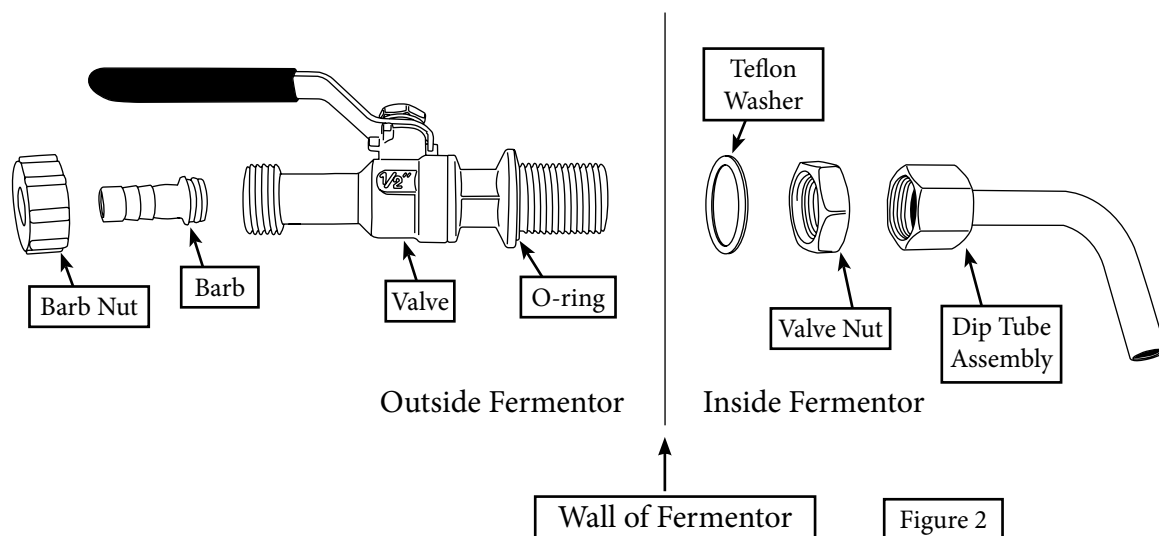 Teflon
Washer
1/2"
Barb Nut
Barb
Valve
O-ring
Valve Nut
Dip Tube
Assembly
Outside Fermentor
Inside Fermentor
Wall of Fermentor
Figure 2